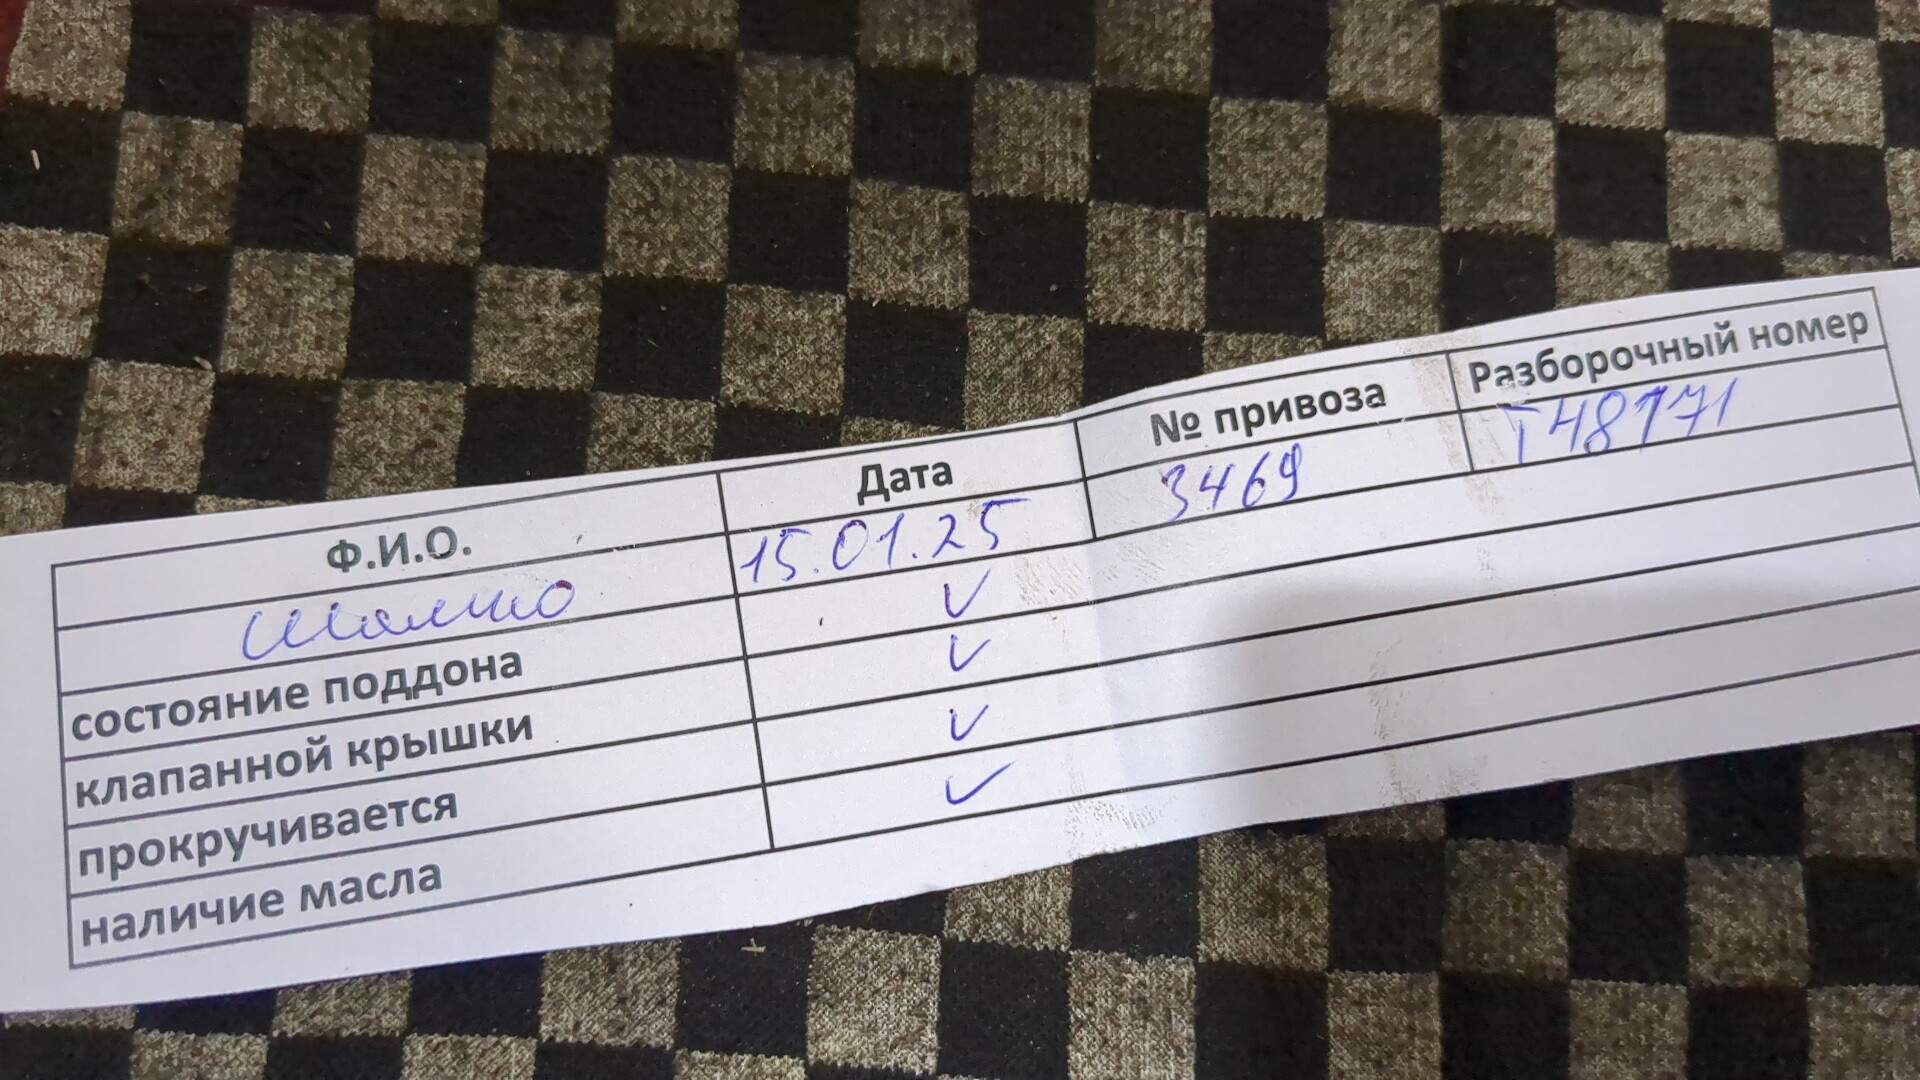 Ф.И.О. Дата № привоза Разборочный номер
15.01.25 3469 Т48171
состояние поддона ✓
клапанной крышки ✓
прокручивается ✓
наличие масла ✓